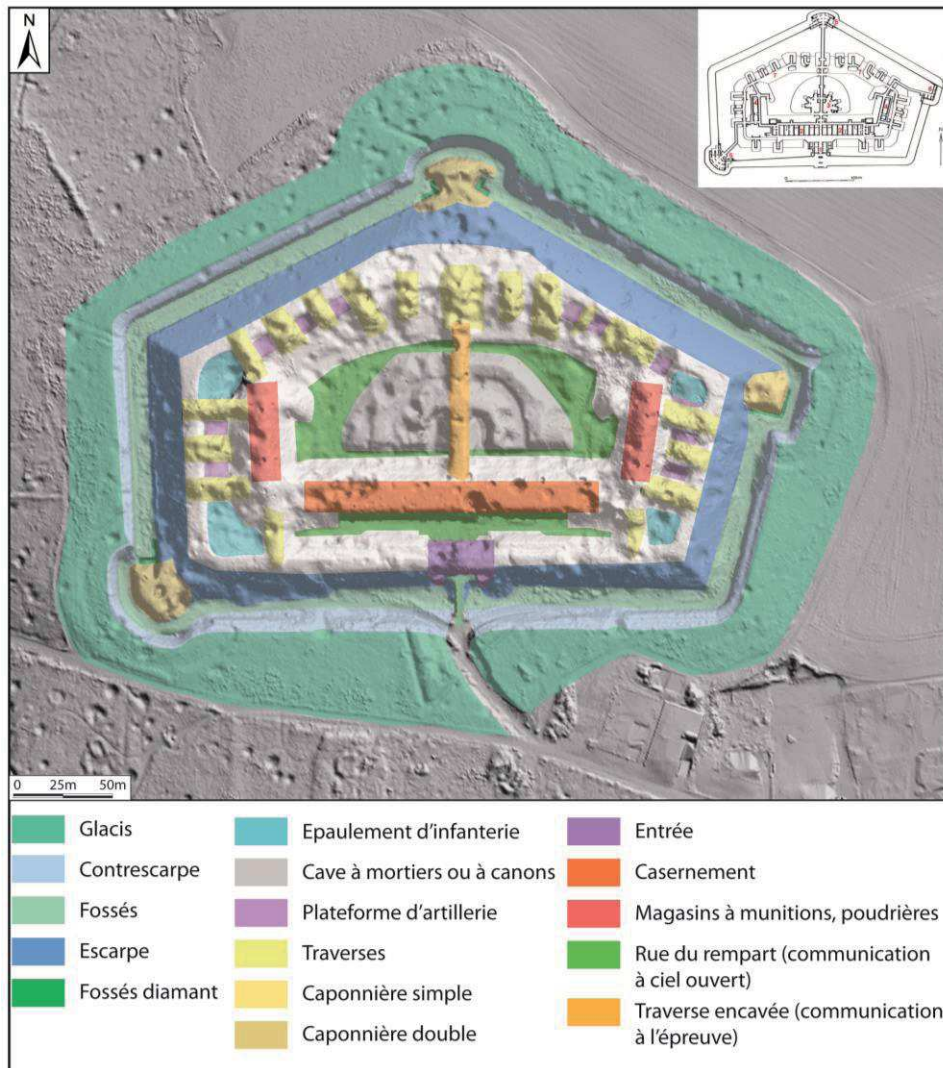 N
0 25m 50m
Glacis
Contrescarpe
Fossés
Escarpe
Fossés diamant
Epaulement d'infanterie
Cave à mortiers ou à canons
Plateforme d'artillerie
Traverses
Caponnière simple
Caponnière double
Entrée
Casernement
Magasins à munitions, poudrières
Rue du rempart (communication
à ciel ouvert)
Traverse encavée (communication
à l'épreuve)